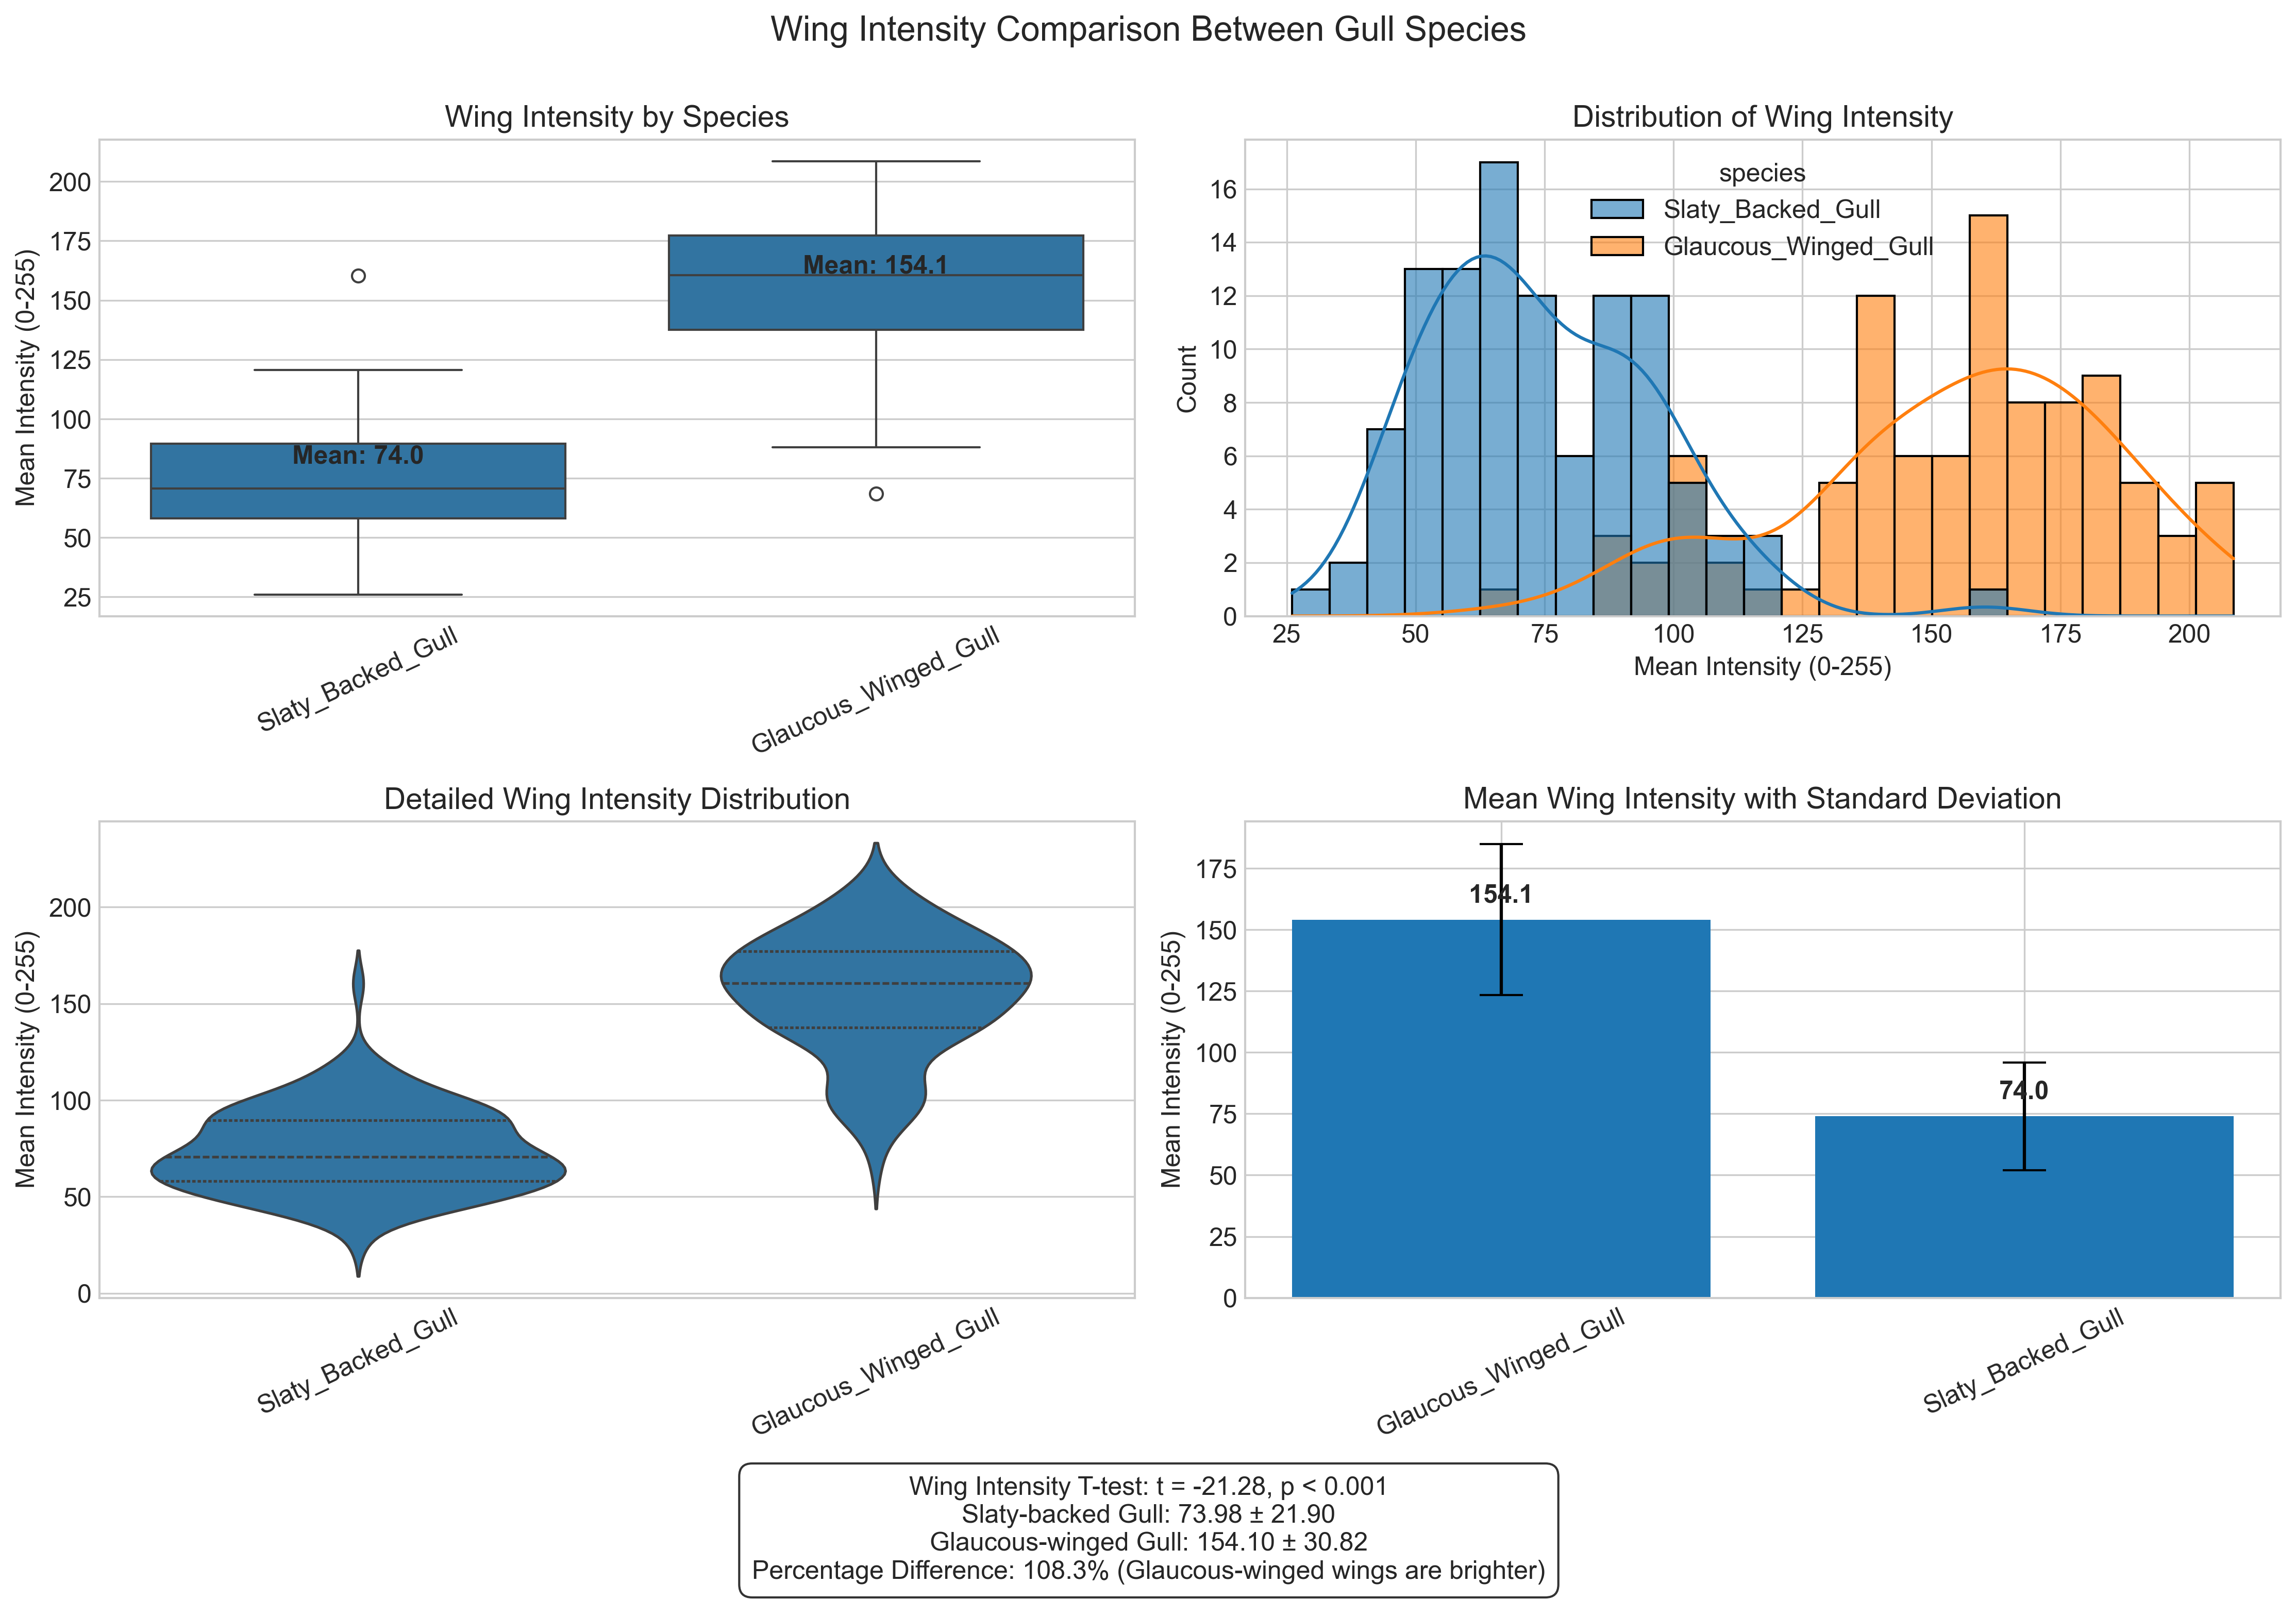 Wing Intensity Comparison Between Gull Species
Wing Intensity by Species
Mean Intensity (0-255)
200
175
150
125
100
75
50
25
Mean: 74.0
Mean: 154.1
Slaty_Backed_Gull
Glaucous_Winged_Gull
Distribution of Wing Intensity
Count
16
14
12
10
8
6
4
2
0
species
Slaty_Backed_Gull
Glaucous_Winged_Gull
25 50 75 100 125 150 175 200
Mean Intensity (0-255)
Detailed Wing Intensity Distribution
Mean Intensity (0-255)
200
150
100
50
0
Slaty_Backed_Gull
Glaucous_Winged_Gull
Mean Wing Intensity with Standard Deviation
Mean Intensity (0-255)
175
150
125
100
75
50
25
0
154.1
74.0
Glaucous_Winged_Gull
Slaty_Backed_Gull
Wing Intensity T-test: t = -21.28, p < 0.001
Slaty-backed Gull: 73.98 ± 21.90
Glaucous-winged Gull: 154.10 ± 30.82
Percentage Difference: 108.3% (Glaucous-winged wings are brighter)